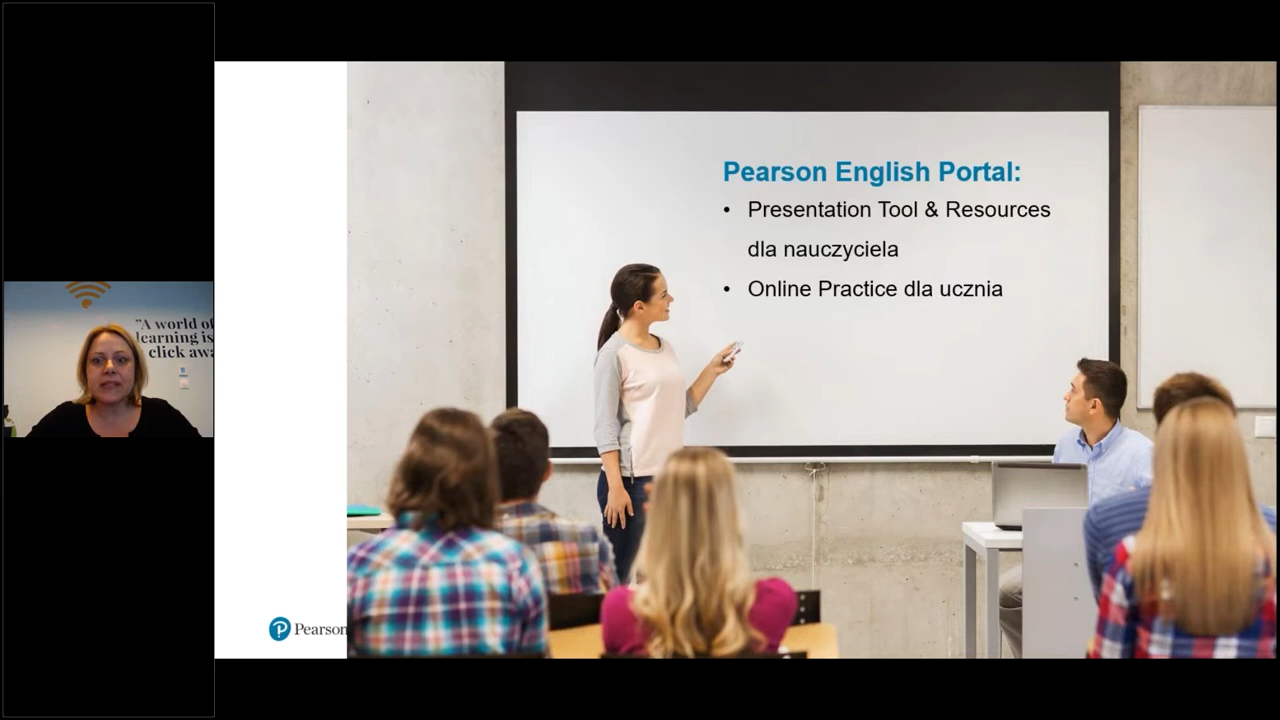 "A world of
learning is
click awa
Pearson English Portal:
• Presentation Tool & Resources
dla nauczyciela
• Online Practice dla ucznia
Pearson